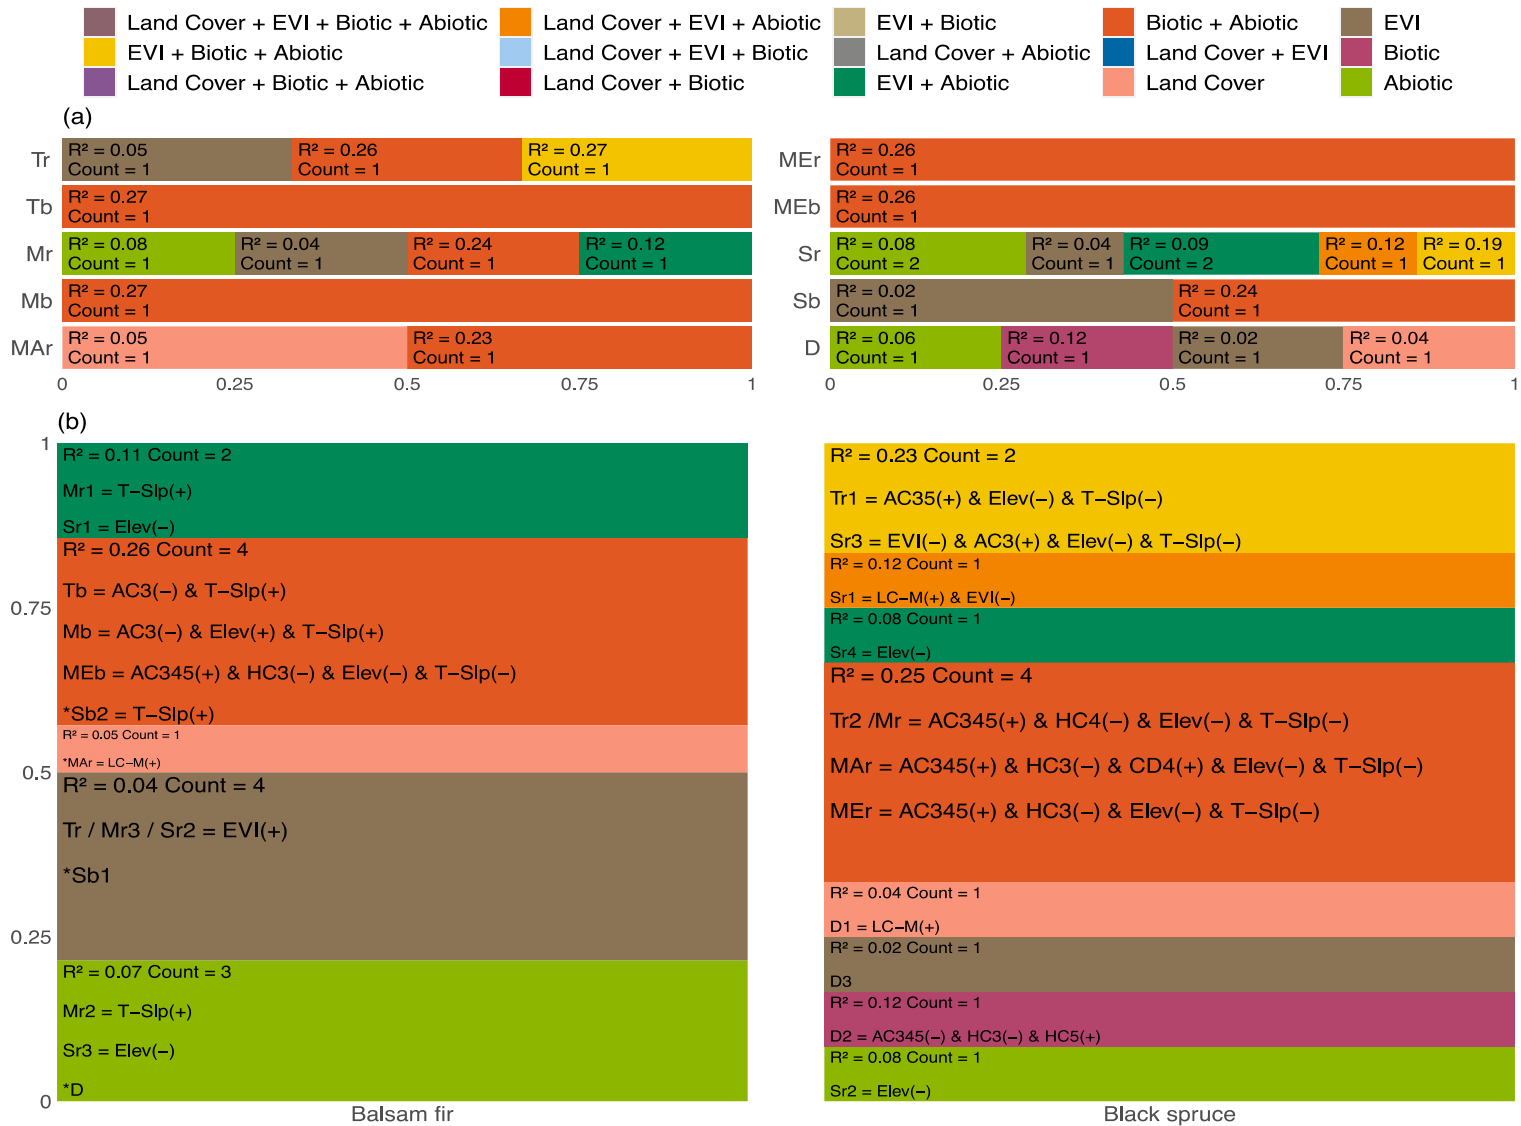 Land Cover + EVI + Biotic + Abiotic
Land Cover + EVI + Abiotic
EVI + Biotic
Biotic + Abiotic
EVI
EVI + Biotic + Abiotic
Land Cover + EVI + Biotic
Land Cover + Abiotic
Land Cover + EVI
Biotic
Land Cover + Biotic + Abiotic
Land Cover + Biotic
EVI + Abiotic
Land Cover
Abiotic
(a)
Tr
R² = 0.05
Count = 1
R² = 0.26
Count = 1
R² = 0.27
Count = 1
Tb
R² = 0.27
Count = 1
Mr
R² = 0.08
Count = 1
R² = 0.04
Count = 1
R² = 0.24
Count = 1
R² = 0.12
Count = 1
Mb
R² = 0.27
Count = 1
MAr
R² = 0.05
Count = 1
R² = 0.23
Count = 1
0 0.25 0.5 0.75 1
MEr
R² = 0.26
Count = 1
MEb
R² = 0.26
Count = 1
Sr
R² = 0.08
Count = 2
R² = 0.04
Count = 1
R² = 0.09
Count = 2
R² = 0.12
Count = 1
R² = 0.19
Count = 1
Sb
R² = 0.02
Count = 1
R² = 0.24
Count = 1
D
R² = 0.06
Count = 1
R² = 0.12
Count = 1
R² = 0.02
Count = 1
R² = 0.04
Count = 1
0 0.25 0.5 0.75 1
(b)
1
0.75
0.5
0.25
0
R² = 0.11 Count = 2
Mr1 = T−Slp(+)
Sr1 = Elev(−)
R² = 0.26 Count = 4
Tb = AC3(−) & T−Slp(+)
Mb = AC3(−) & Elev(+) & T−Slp(+)
MEb = AC345(+) & HC3(−) & Elev(−) & T−Slp(−)
*Sb2 = T−Slp(+)
R² = 0.05 Count = 1
*MAr = LC−M(+)
R² = 0.04 Count = 4
Tr / Mr3 / Sr2 = EVI(+)
*Sb1
R² = 0.07 Count = 3
Mr2 = T−Slp(+)
Sr3 = Elev(−)
*D
Balsam fir
R² = 0.23 Count = 2
Tr1 = AC35(+) & Elev(−) & T−Slp(−)
Sr3 = EVI(−) & AC3(+) & Elev(−) & T−Slp(−)
R² = 0.12 Count = 1
Sr1 = LC−M(+) & EVI(−)
R² = 0.08 Count = 1
Sr4 = Elev(−)
R² = 0.25 Count = 4
Tr2 /Mr = AC345(+) & HC4(−) & Elev(−) & T−Slp(−)
MAr = AC345(+) & HC3(−) & CD4(+) & Elev(−) & T−Slp(−)
MEr = AC345(+) & HC3(−) & Elev(−) & T−Slp(−)
R² = 0.04 Count = 1
D1 = LC−M(+)
R² = 0.02 Count = 1
D3
R² = 0.12 Count = 1
D2 = AC345(−) & HC3(−) & HC5(+)
R² = 0.08 Count = 1
Sr2 = Elev(−)
Black spruce